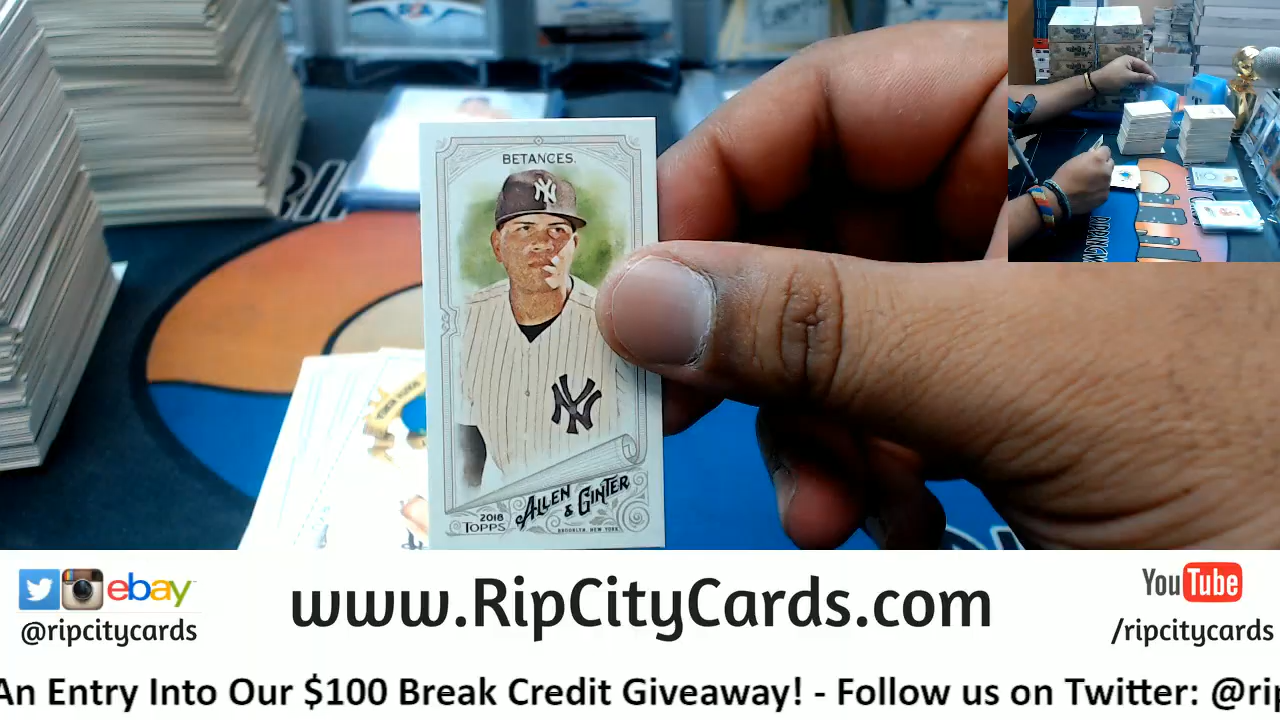 BETANCES.
NY
NY
ALLEN
& GINTER
2018
TOPPS
BROOKLYN, NEW YORK
ebay
@ripcitycards
www.RipCityCards.com
YouTube
/ripcitycards
An Entry Into Our $100 Break Credit Giveaway! - Follow us on Twitter: @rip